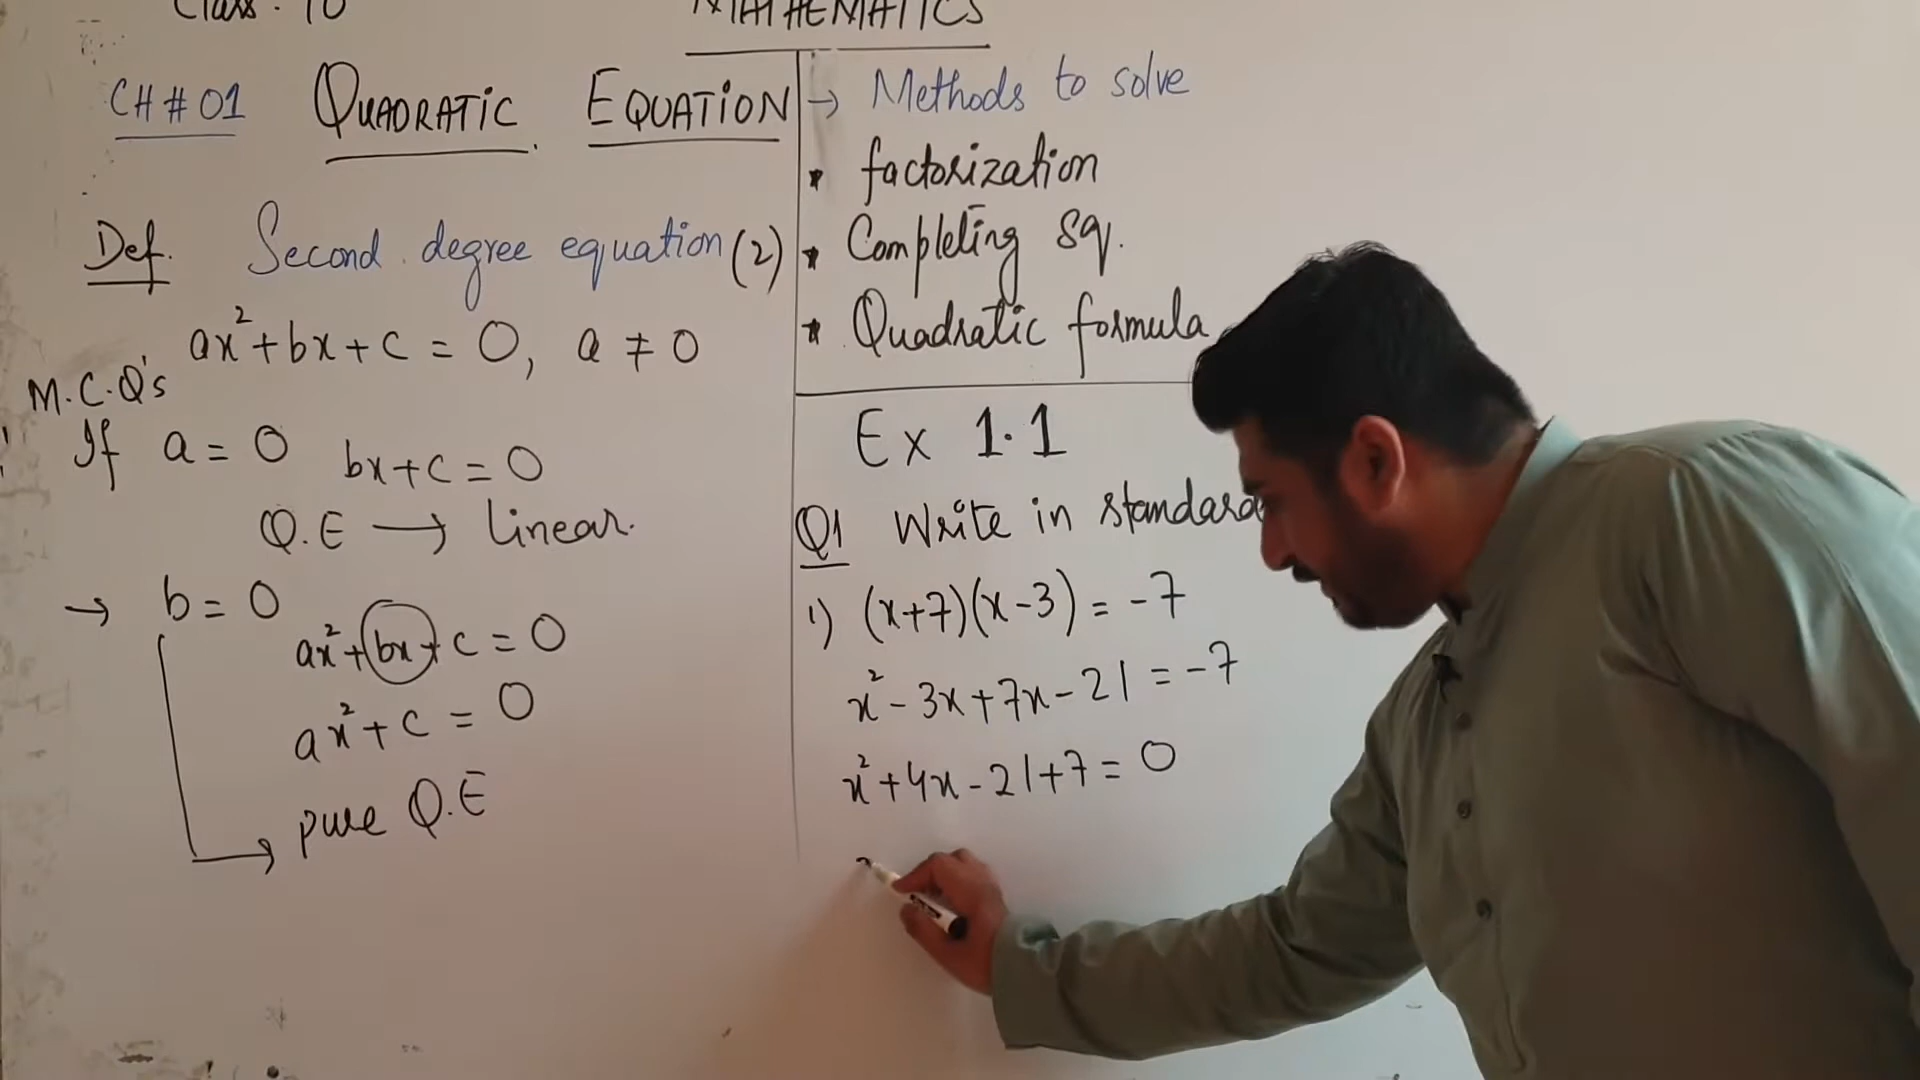 Class: 10
MATHEMATICS
CH # 01 QUADRATIC EQUATION
Def. Second degree equation (2)
ax² + bx + c = 0, a ≠ 0
M.C.Q's
If a = 0 bx + c = 0
Q.E → linear.
→ b = 0
ax² + bx + c = 0
ax² + c = 0
pure Q.E
→ Methods to solve
* factorization
* Completing sq.
* Quadratic formula
Ex 1.1
Q1 Write in standard
1) (x+7)(x-3) = -7
x² - 3x + 7x - 21 = -7
x² + 4x - 21 + 7 = 0